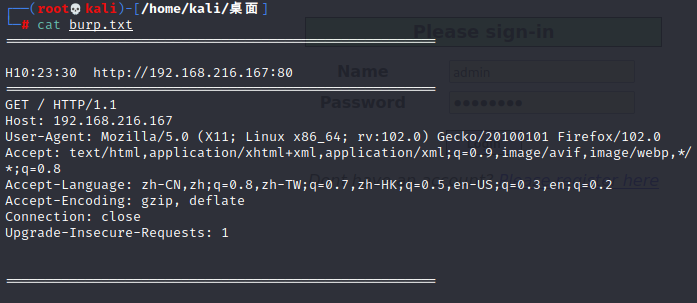 ┌──(root💀kali)-[/home/kali/桌面]
└─# cat burp.txt
======================================================
H10:23:30  http://192.168.216.167:80
======================================================
GET / HTTP/1.1
Host: 192.168.216.167
User-Agent: Mozilla/5.0 (X11; Linux x86_64; rv:102.0) Gecko/20100101 Firefox/102.0
Accept: text/html,application/xhtml+xml,application/xml;q=0.9,image/avif,image/webp,*/
*;q=0.8
Accept-Language: zh-CN,zh;q=0.8,zh-TW;q=0.7,zh-HK;q=0.5,en-US;q=0.3,en;q=0.2
Accept-Encoding: gzip, deflate
Connection: close
Upgrade-Insecure-Requests: 1
======================================================
Please sign-in
Name admin
Password ●●●●●●●●
Please register here